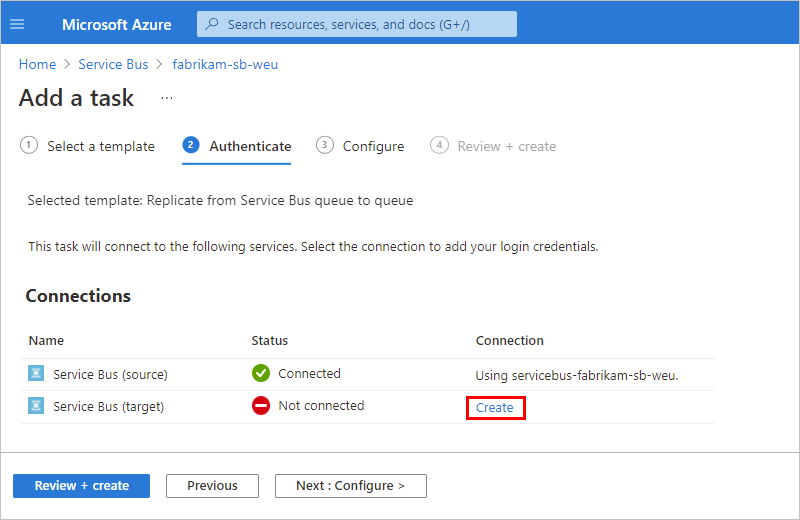 Microsoft Azure
Search resources, services, and docs (G+/)
Home > Service Bus > fabrikam-sb-weu
Add a task ...
1 Select a template 2 Authenticate 3 Configure 4 Review + create
Selected template: Replicate from Service Bus queue to queue
This task will connect to the following services. Select the connection to add your login credentials.
Connections
Name Status Connection
Service Bus (source) Connected Using servicebus-fabrikam-sb-weu.
Service Bus (target) Not connected Create
Review + create Previous Next : Configure >